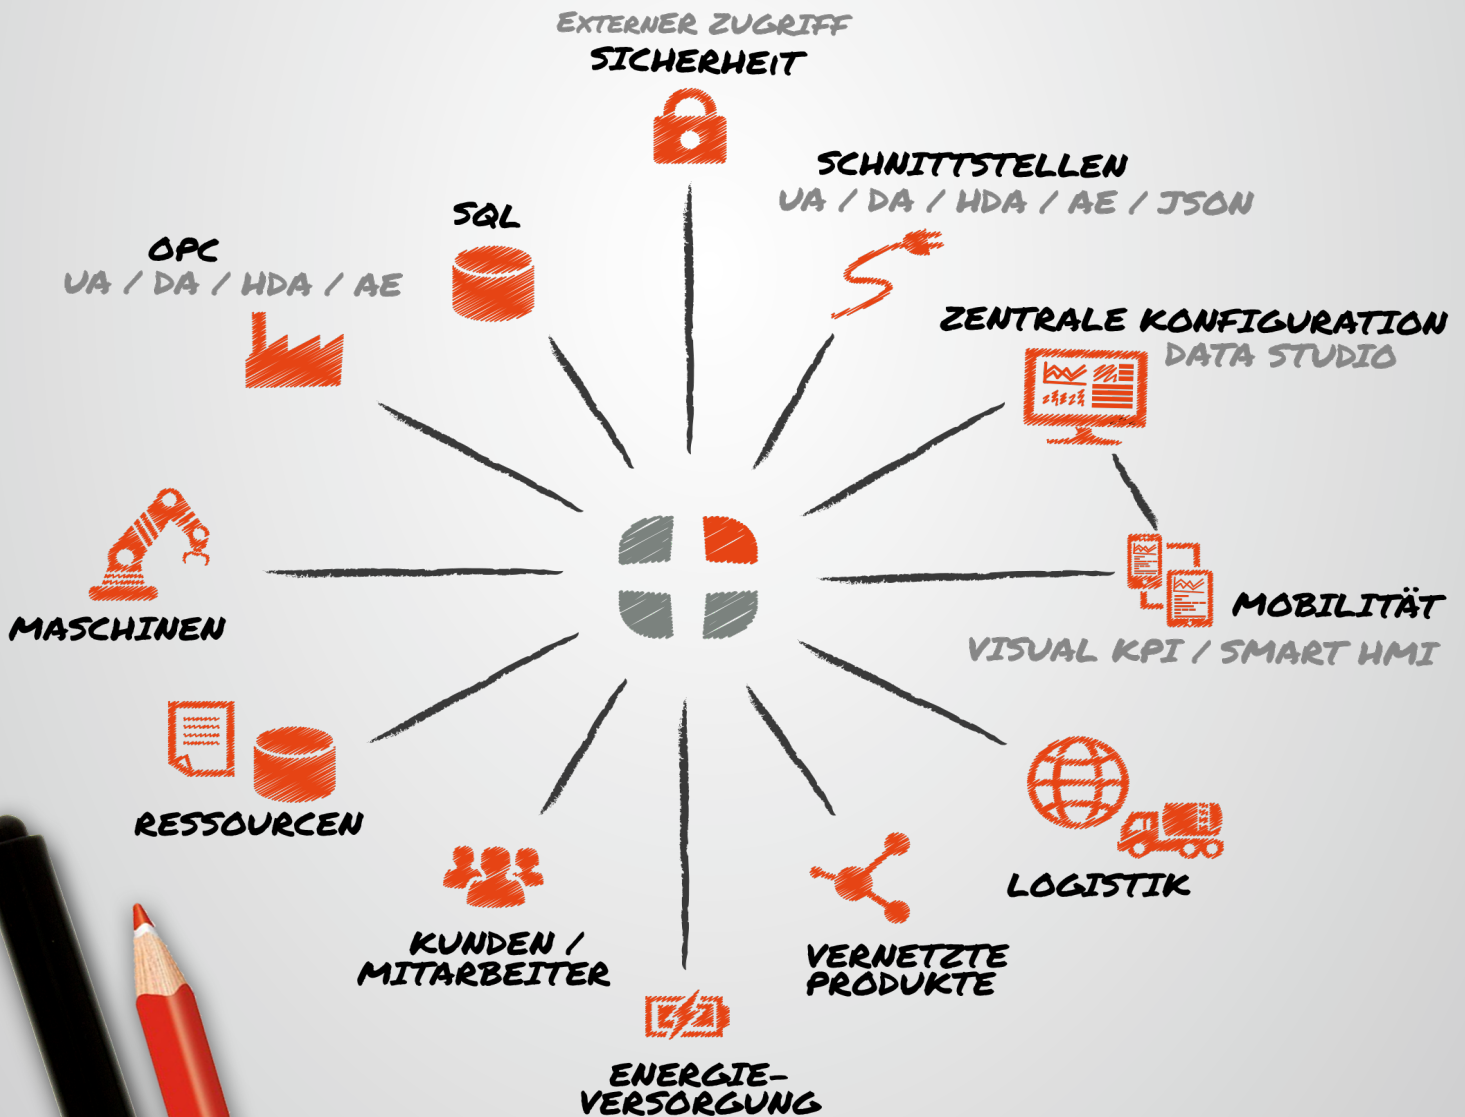 EXTERNER ZUGRIFF
SICHERHEIT
SCHNITTSTELLEN
UA / DA / HDA / AE / JSON
SQL
OPC
UA / DA / HDA / AE
ZENTRALE KONFIGURATION
DATA STUDIO
MASCHINEN
MOBILITÄT
VISUAL KPI / SMART HMI
RESSOURCEN
LOGISTIK
KUNDEN /
MITARBEITER
VERNETZTE
PRODUKTE
ENERGIE-
VERSORGUNG